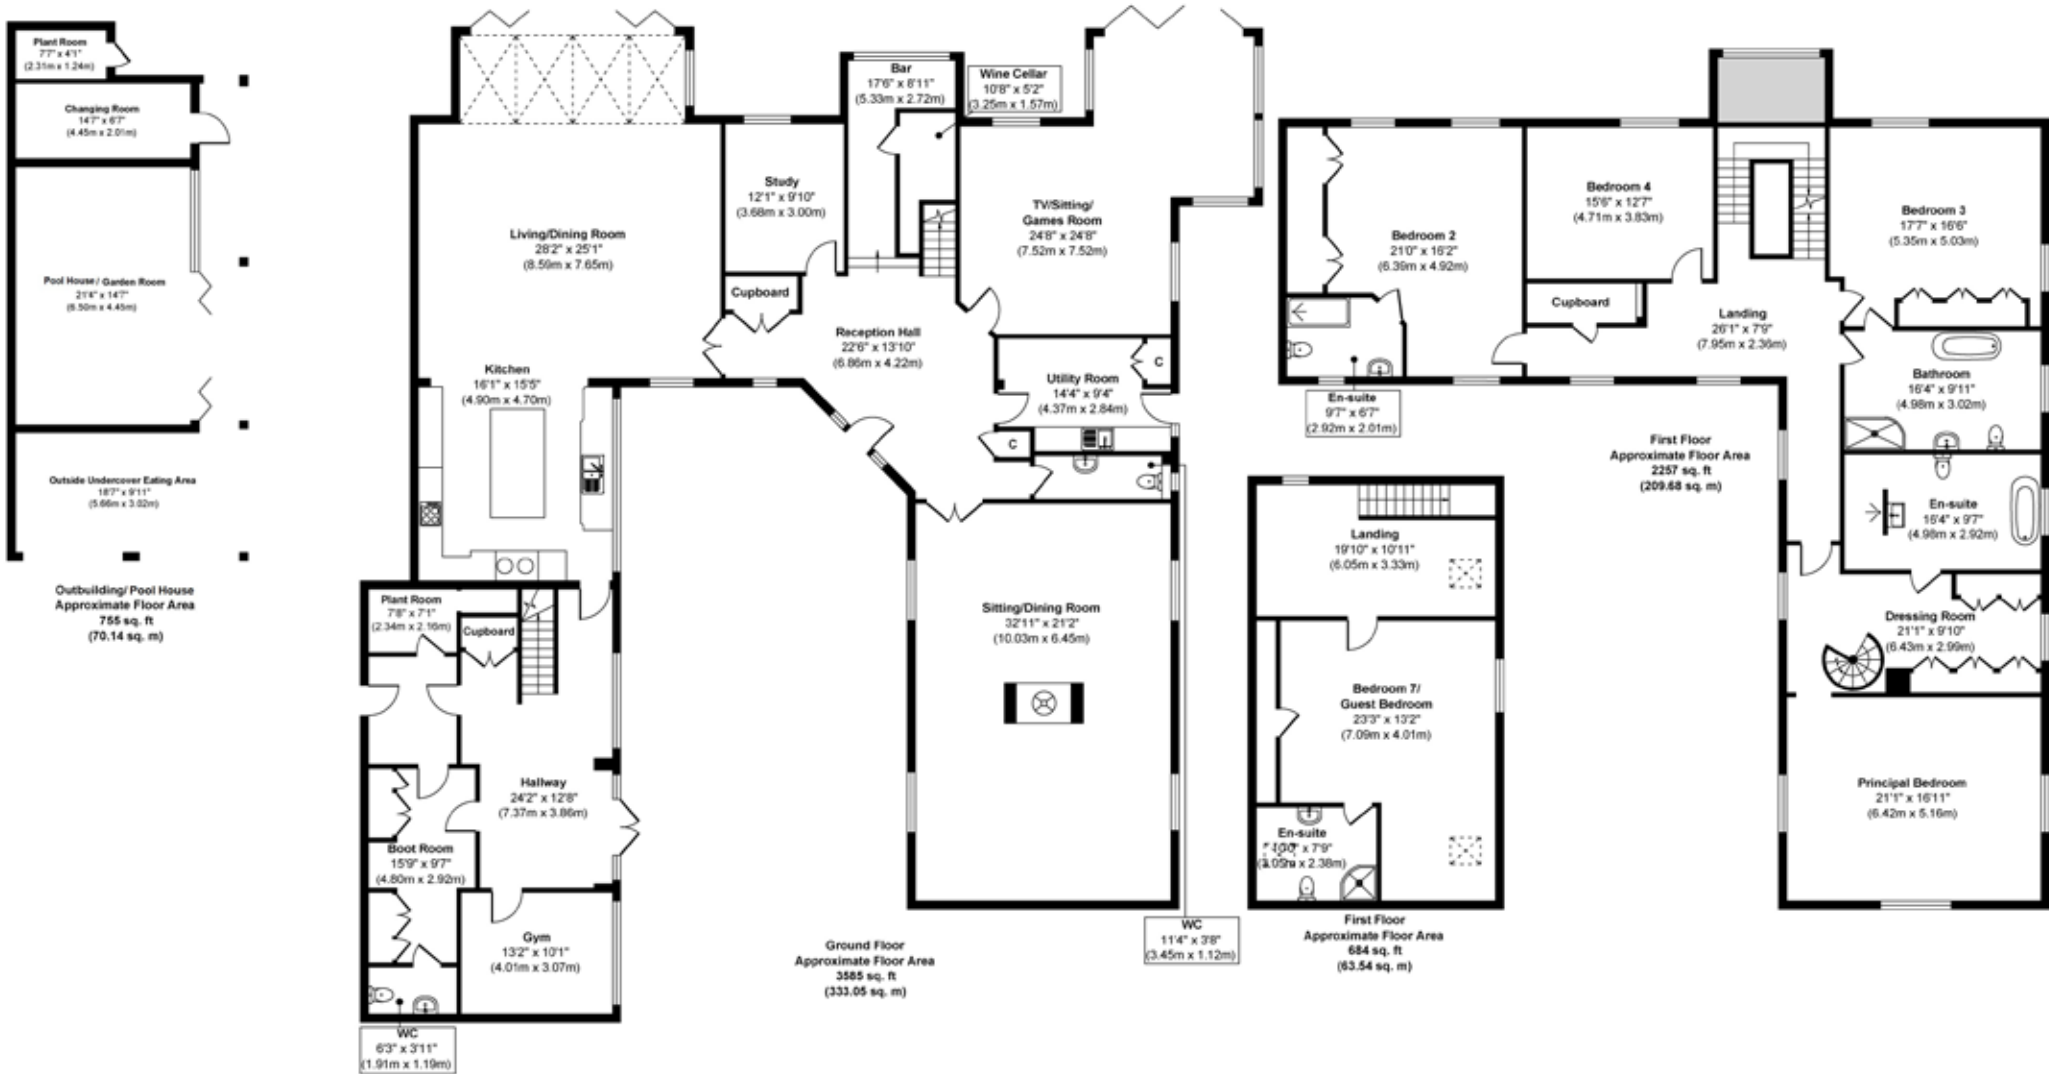 Plant Room
7'7" x 4'1"
(2.31m x 1.24m)
Changing Room
14'7" x 6'7"
(4.45m x 2.01m)
Pool House/ Garden Room
21'4" x 14'7"
(6.50m x 4.45m)
Outside Undercover Eating Area
18'7" x 9'11"
(5.66m x 3.02m)
Outbuilding/ Pool House
Approximate Floor Area
755 sq. ft
(70.14 sq. m)
Living/Dining Room
28'2" x 25'1"
(8.59m x 7.65m)
Kitchen
16'1" x 15'5"
(4.90m x 4.70m)
Study
12'1" x 9'10"
(3.68m x 3.00m)
Cupboard
Bar
17'6" x 8'11"
(5.33m x 2.72m)
Wine Cellar
10'8" x 5'2"
(3.25m x 1.57m)
TV/Sitting/
Games Room
24'8" x 24'8"
(7.52m x 7.52m)
Reception Hall
22'6" x 13'10"
(6.86m x 4.22m)
C
Utility Room
14'4" x 9'4"
(4.37m x 2.84m)
C
Sitting/Dining Room
32'11" x 21'2"
(10.03m x 6.45m)
WC
11'4" x 3'8"
(3.45m x 1.12m)
Plant Room
7'8" x 7'1"
(2.34m x 2.16m)
Cupboard
Hallway
24'2" x 12'8"
(7.37m x 3.86m)
Boot Room
15'9" x 9'7"
(4.80m x 2.92m)
Gym
13'2" x 10'1"
(4.01m x 3.07m)
WC
6'3" x 3'11"
(1.91m x 1.19m)
Ground Floor
Approximate Floor Area
3585 sq. ft
(333.05 sq. m)
Landing
19'10" x 10'11"
(6.05m x 3.33m)
Bedroom 7/
Guest Bedroom
23'3" x 13'2"
(7.09m x 4.01m)
En-suite
x 7'9"
x 2.38m)
First Floor
Approximate Floor Area
684 sq. ft
(63.54 sq. m)
Bedroom 2
21'0" x 16'2"
(6.39m x 4.92m)
En-suite
9'7" x 6'7"
(2.92m x 2.01m)
Bedroom 4
15'6" x 12'7"
(4.71m x 3.83m)
Cupboard
Landing
26'1" x 7'9"
(7.95m x 2.36m)
Bedroom 3
17'7" x 16'6"
(5.35m x 5.03m)
Bathroom
16'4" x 9'11"
(4.98m x 3.02m)
En-suite
16'4" x 9'7"
(4.98m x 2.92m)
Dressing Room
21'1" x 9'10"
(6.43m x 2.99m)
Principal Bedroom
21'1" x 16'11"
(6.42m x 5.16m)
First Floor
Approximate Floor Area
2257 sq. ft
(209.68 sq. m)